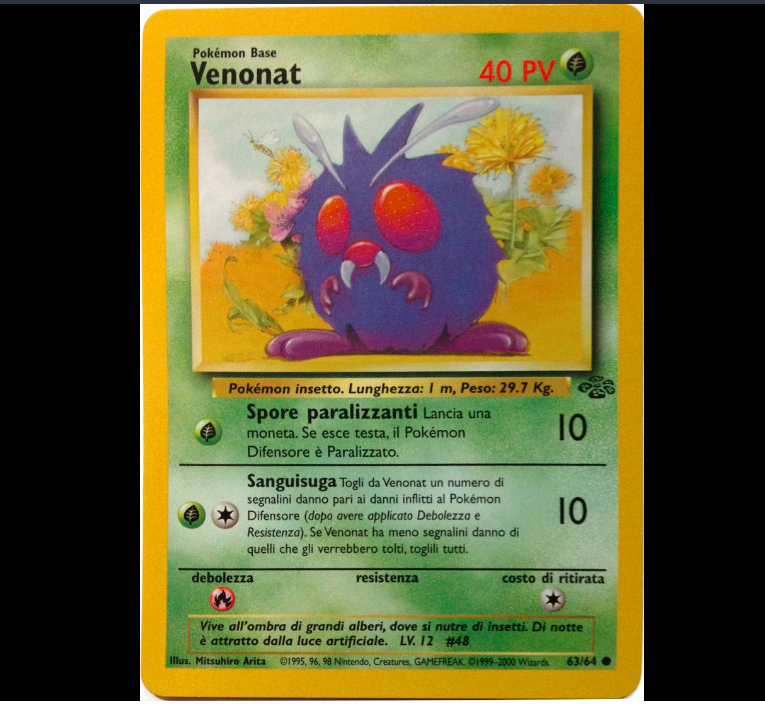 Pokémon Base
Venonat
40 PV
Pokémon insetto. Lunghezza: 1 m, Peso: 29.7 Kg.
Spore paralizzanti Lancia una
moneta. Se esce testa, il Pokémon
Difensore è Paralizzato.
10
Sanguisuga Togli da Venonat un numero di
segnalini danno pari ai danni inflitti al Pokémon
Difensore (dopo avere applicato Debolezza e
Resistenza). Se Venonat ha meno segnalini danno di
quelli che gli verrebbero tolti, toglili tutti.
10
debolezza resistenza costo di ritirata
Vive all'ombra di grandi alberi, dove si nutre di insetti. Di notte
è attratto dalla luce artificiale. LV. 12 #48
Illus. Mitsuhiro Arita ©1995, 96, 98 Nintendo, Creatures, GAMEFREAK. ©1999-2000 Wizards. 63/64